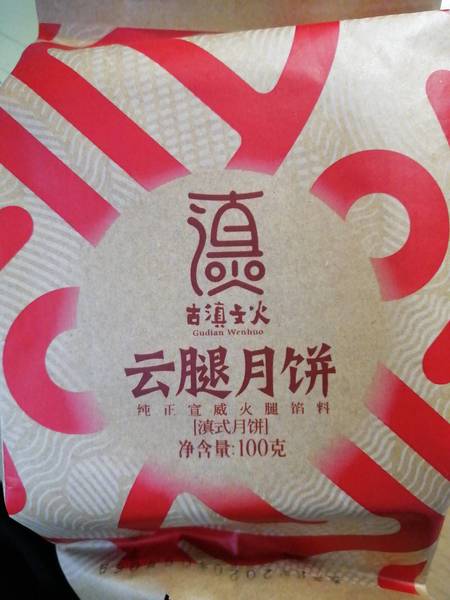 滇
古滇文火
Gudian Wenhuo
云腿月饼
纯正宣威火腿馅料
[滇式月饼]
净含量:100克